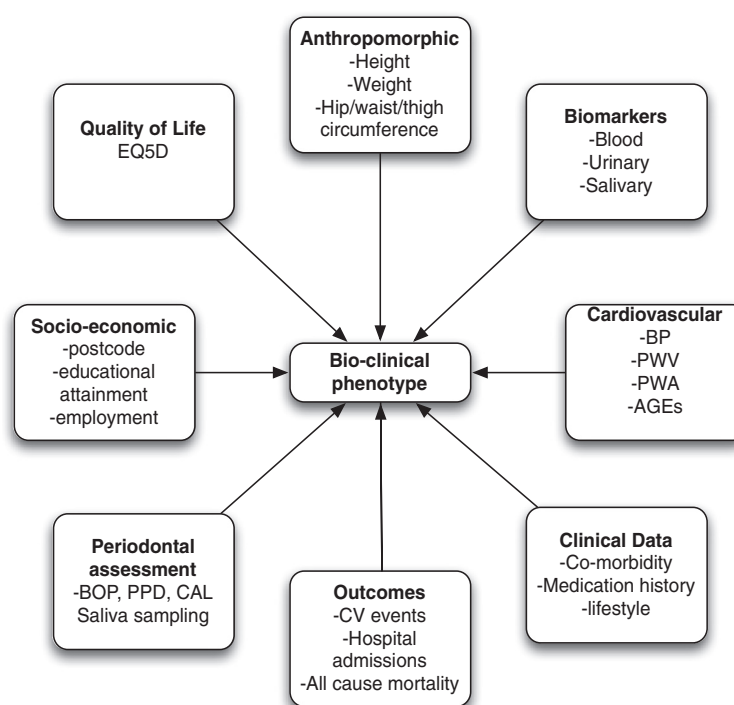 Anthropomorphic
-Height
-Weight
-Hip/waist/thigh
circumference
Quality of Life
EQ5D
Biomarkers
-Blood
-Urinary
-Salivary
Socio-economic
-postcode
-educational
attainment
-employment
Bio-clinical
phenotype
Cardiovascular
-BP
-PWV
-PWA
-AGEs
Periodontal
assessment
-BOP, PPD, CAL
Saliva sampling
Outcomes
-CV events
-Hospital
admissions
-All cause mortality
Clinical Data
-Co-morbidity
-Medication history
-lifestyle